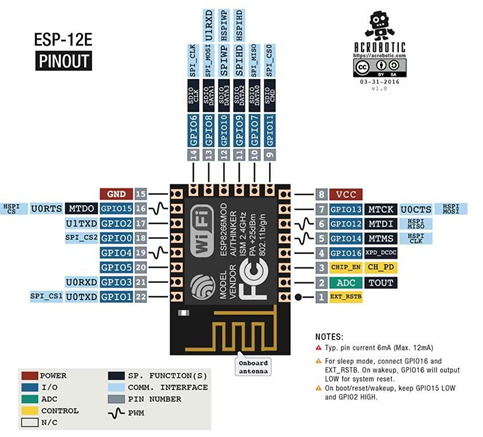 ESP-12E
PINOUT
ACROBOTIC
https://acrobotic.com
CC BY SA
03-31-2016
v1.0
SPI_CLK SDIO CLK GPIO6 14
U1RXD SPI_MOSI SDIO DATA1 GPIO8 13
HSPIWP SPIWP SDIO DATA3 GPIO10 12
HSPIHD SPIHD SDIO DATA2 GPIO9 11
SPI_MISO SDIO DATA0 GPIO7 10
SPI_CS0 SDIO CMD GPIO11 9
GND 15
HSPI CS U0RTS MTDO GPIO15 16
U1TXD GPIO2 17
SPI_CS2 GPIO0 18
GPIO4 19
GPIO5 20
U0RXD GPIO3 21
SPI_CS1 U0TXD GPIO1 22
8 VCC
7 GPIO13 MTCK U0CTS HSPI MOSI
6 GPIO12 MTDI HSPI MISO
5 GPIO14 MTMS HSPI CLK
4 GPIO16 XPD_DCDC
3 CHIP_EN CH_PD
2 ADC TOUT
1 EXT_RSTB
WiFi
MODEL ESP8266MOD
VENDOR AI/THINKER
ISM 2.4GHz
PA +25dBm
802.11b/g/n
FC
Onboard
antenna
POWER
I/O
ADC
CONTROL
N/C
SP. FUNCTION(S)
COMM. INTERFACE
PIN NUMBER
PWM
NOTES:
Typ. pin current 6mA (Max. 12mA)
For sleep mode, connect GPIO16 and
EXT_RSTB. On wakeup, GPIO16 will output
LOW for system reset.
On boot/reset/wakeup, keep GPIO15 LOW
and GPIO2 HIGH.